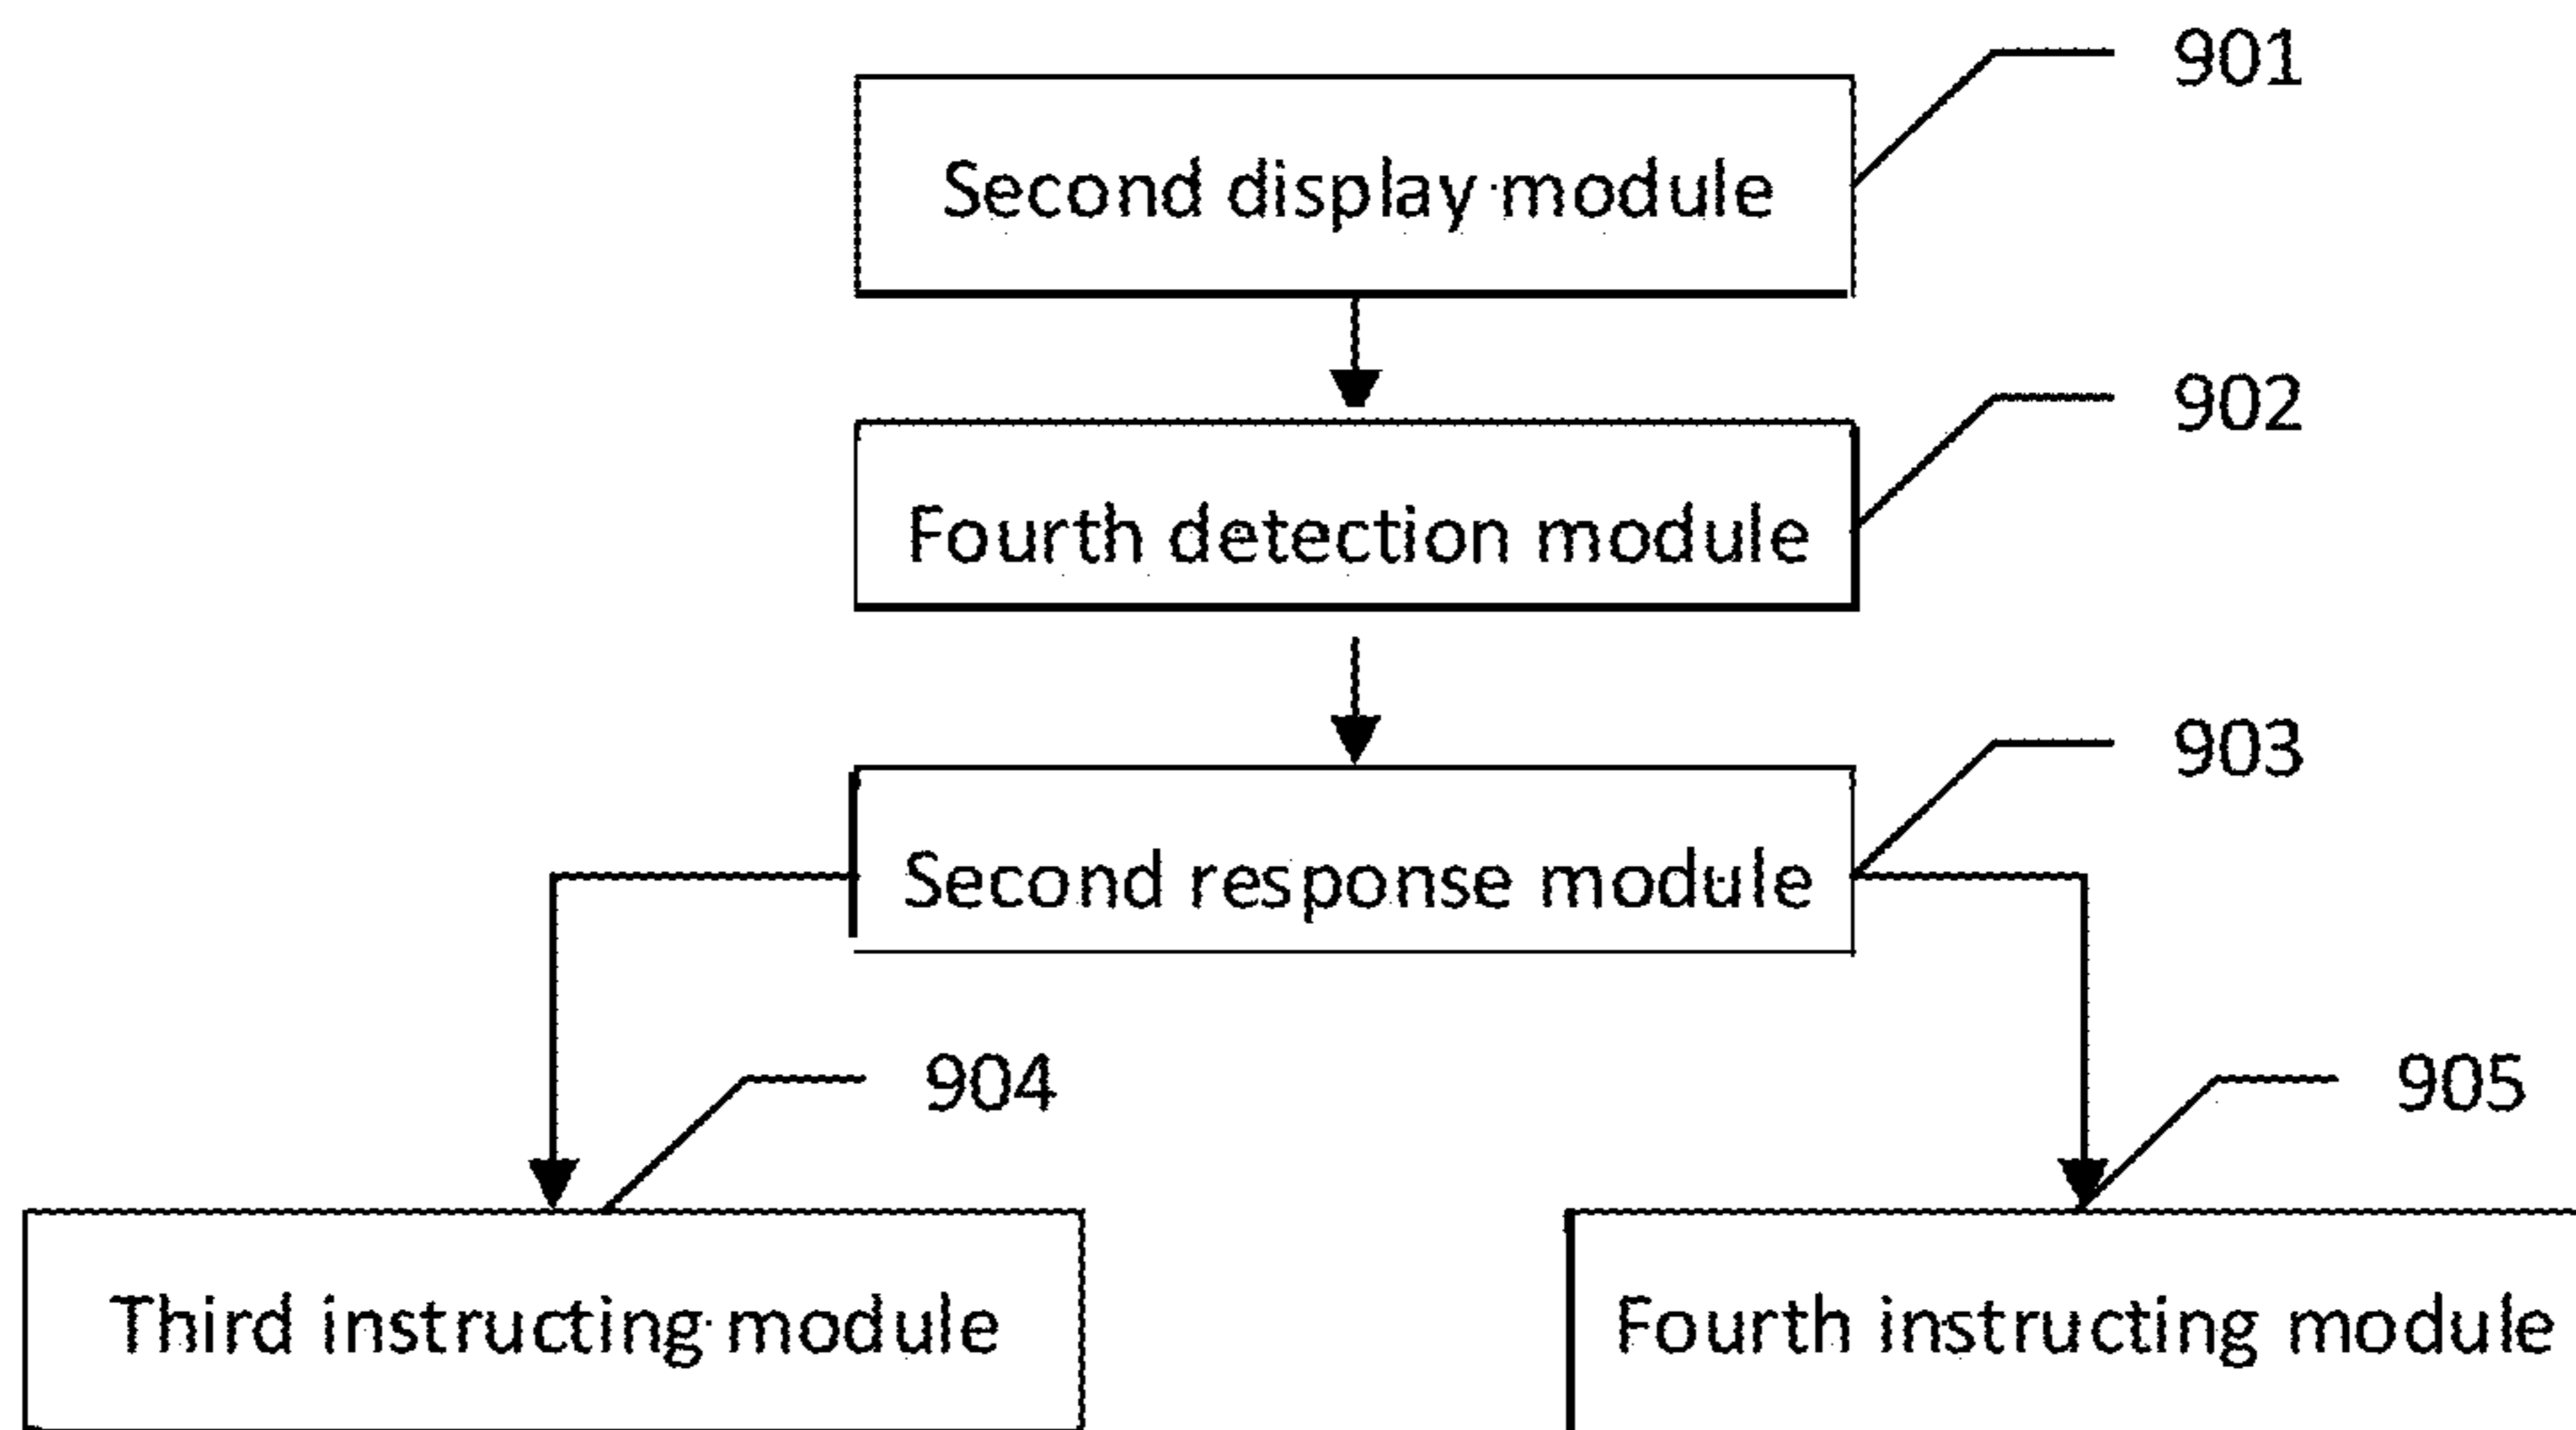 901
Second display module
902
Fourth detection module
903
Second response module
904
905
Third instructing module
Fourth instructing module